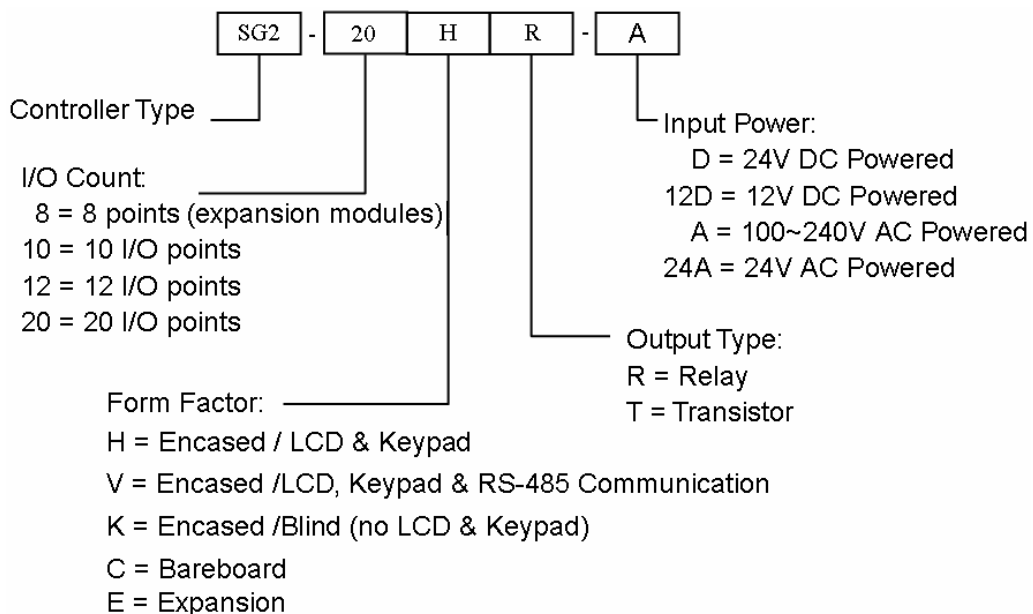 SG2 - 20 H R - A
Controller Type
Input Power:
D = 24V DC Powered
12D = 12V DC Powered
A = 100~240V AC Powered
24A = 24V AC Powered
I/O Count:
8 = 8 points (expansion modules)
10 = 10 I/O points
12 = 12 I/O points
20 = 20 I/O points
Output Type:
R = Relay
T = Transistor
Form Factor:
H = Encased / LCD & Keypad
V = Encased /LCD, Keypad & RS-485 Communication
K = Encased /Blind (no LCD & Keypad)
C = Bareboard
E = Expansion